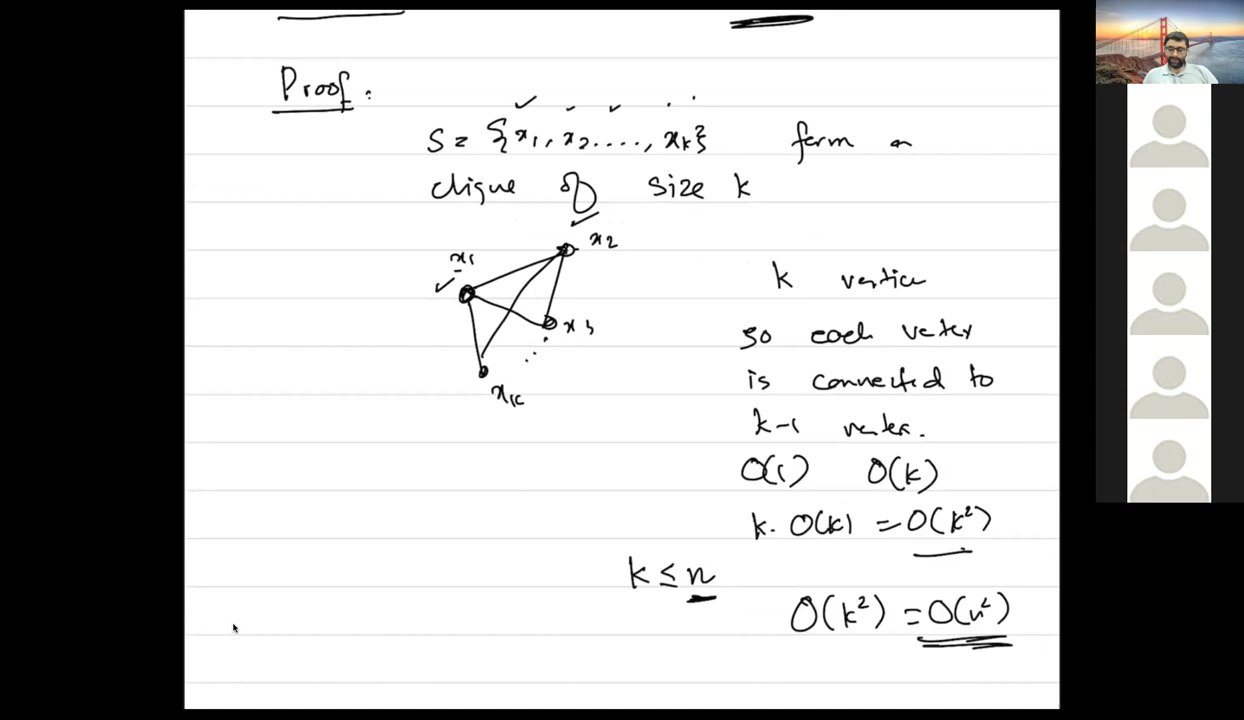 Proof:
S = {x1, x2...., xk} form a
clique of size k
x2
x1
x3
xk
k vertice
so each vertex
is connected to
k-1 vertex.
O(1) O(k)
k. O(k) = O(k²)
k ≤ n
O(k²) = O(n²)